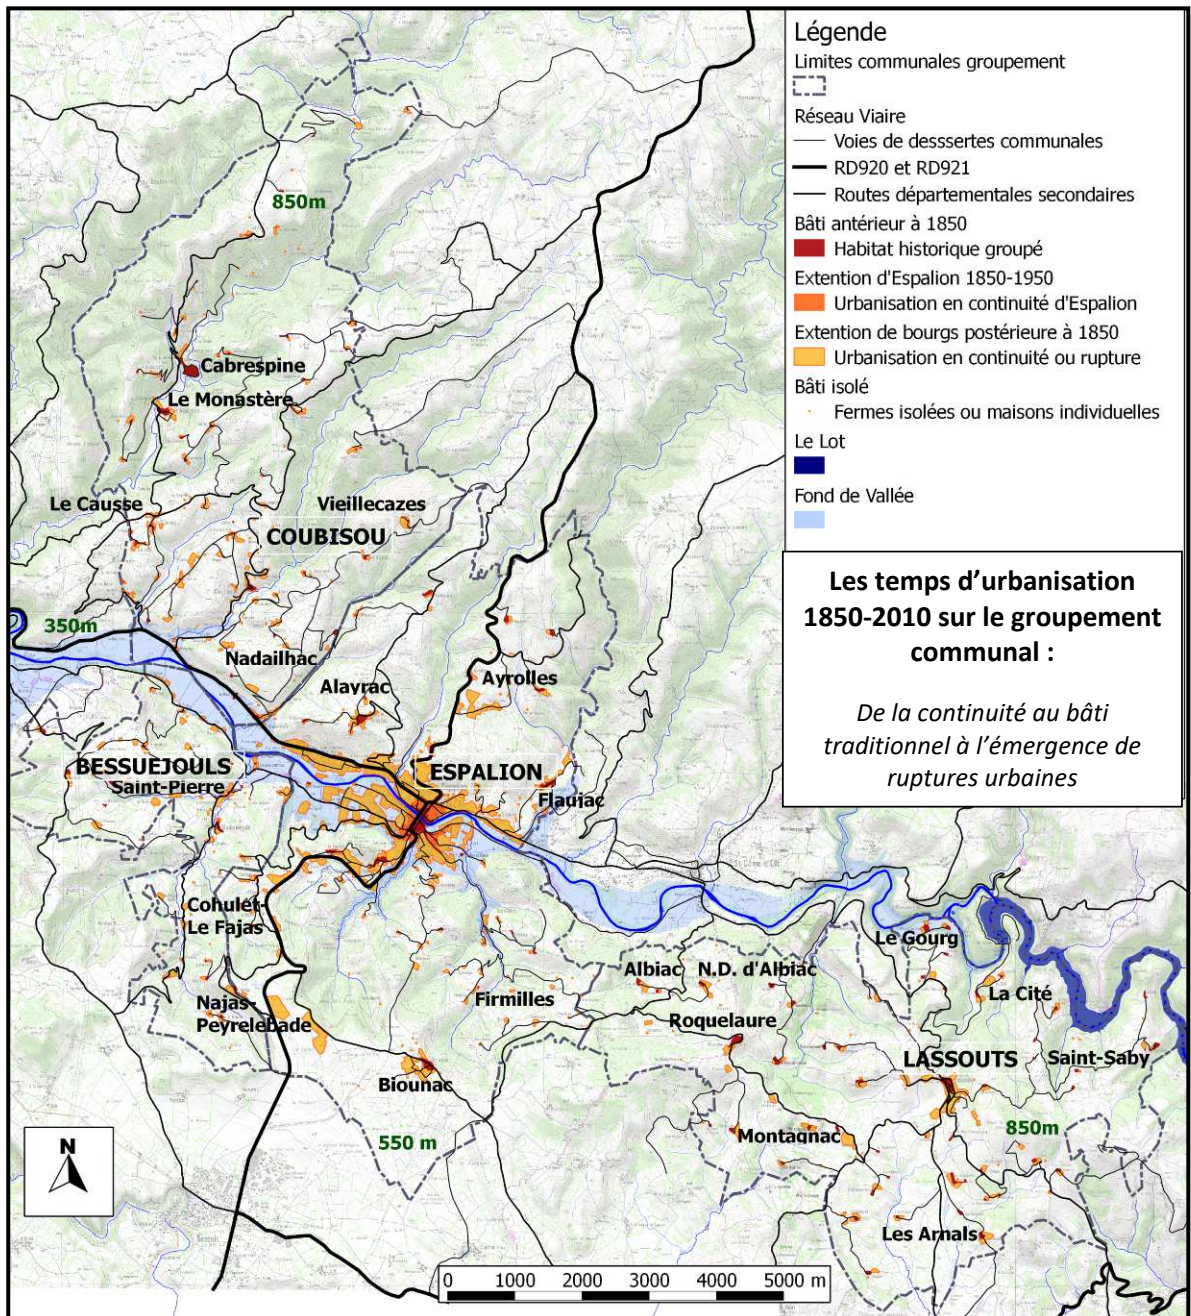 Légende
Limites communales groupement
Réseau Viaire
Voies de desssertes communales
RD920 et RD921
Routes départementales secondaires
Bâti antérieur à 1850
Habitat historique groupé
Extention d'Espalion 1850-1950
Urbanisation en continuité d'Espalion
Extention de bourgs postérieure à 1850
Urbanisation en continuité ou rupture
Bâti isolé
Fermes isolées ou maisons individuelles
Le Lot
Fond de Vallée
Les temps d'urbanisation
1850-2010 sur le groupement
communal :
De la continuité au bâti
traditionnel à l'émergence de
ruptures urbaines
850m
Cabrespine
Le Monastère
Le Causse
Vieillecazes
COUBISOU
350m
Nadailhac
Alayrac
Ayrolles
BESSUEJOULS
Saint-Pierre
ESPALION
Flaujac
Cohulet-
Le Fajas
Le Gourg
Albiac
N.D. d'Albiac
La Cité
Najas-
Peyrelebade
Firmilles
Roquelaure
LASSOUTS
Saint-Saby
Biounac
850m
550 m
Montagnac
Les Arnals
N
0 1000 2000 3000 4000 5000 m